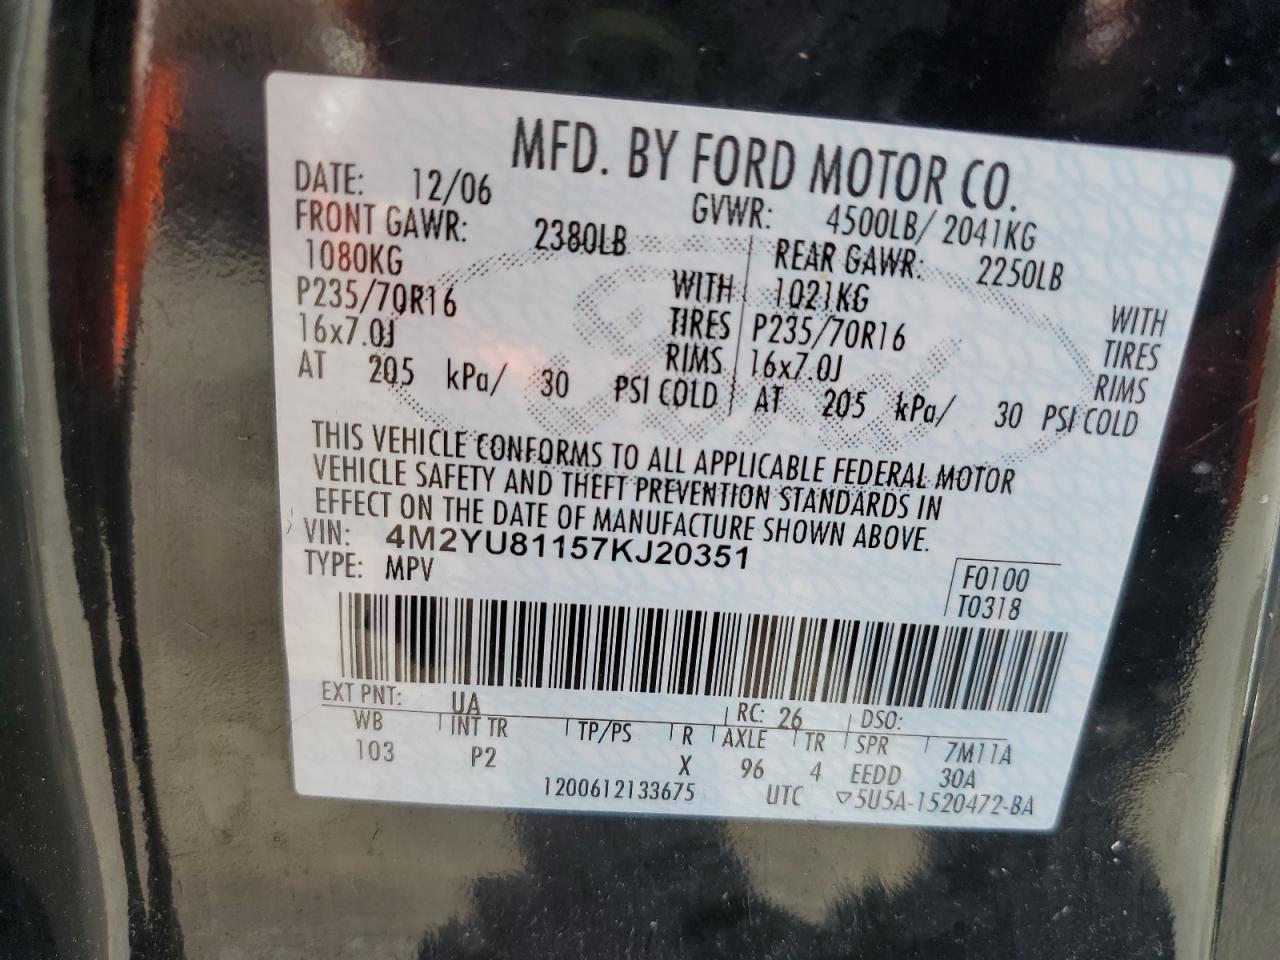 MFD. BY FORD MOTOR CO.
DATE: 12/06 GVWR: 4500LB/ 2041KG
FRONT GAWR: 2380LB REAR GAWR: 2250LB
1080KG WITH 1021KG WITH
P235/70R16 TIRES P235/70R16 TIRES
16x7.0J RIMS 16x7.0J RIMS
AT 205 kPa/ 30 PSI COLD AT 205 kPa/ 30 PSI COLD
THIS VEHICLE CONFORMS TO ALL APPLICABLE FEDERAL MOTOR
VEHICLE SAFETY AND THEFT PREVENTION STANDARDS IN
EFFECT ON THE DATE OF MANUFACTURE SHOWN ABOVE.
VIN: 4M2YU81157KJ20351
TYPE: MPV F0100
T0318
EXT PNT: UA RC: 26 DSO:
WB INT TR TP/PS R AXLE TR SPR 7M11A
103 P2 X 96 4 EEDD 30A
1200612133675 UTC ▽5U5A-1520472-BA
Ford